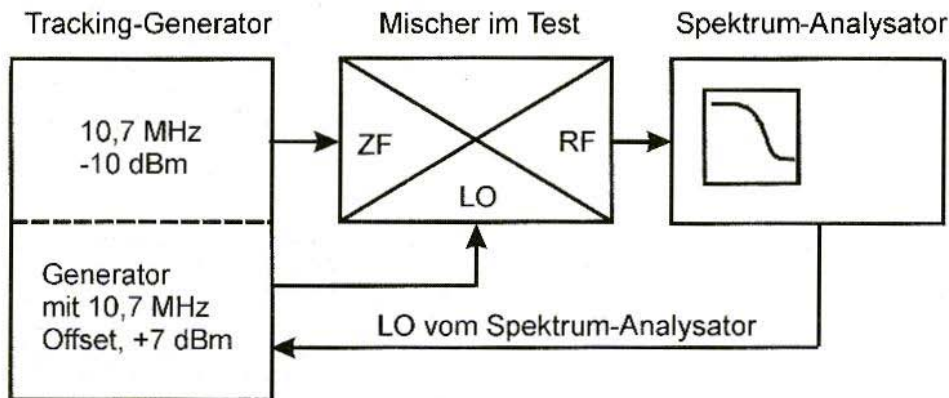 Tracking-Generator
Mischer im Test
Spektrum-Analysator
10,7 MHz
-10 dBm
ZF
RF
LO
Generator
mit 10,7 MHz
Offset, +7 dBm
LO vom Spektrum-Analysator